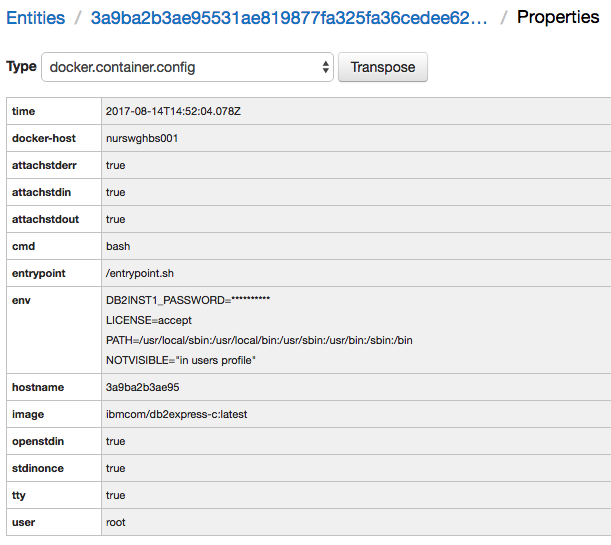 Entities / 3a9ba2b3ae95531ae819877fa325fa36cedee62... / Properties
Type docker.container.config Transpose
time 2017-08-14T14:52:04.078Z
docker-host nurswghbs001
attachstderr true
attachstdin true
attachstdout true
cmd bash
entrypoint /entrypoint.sh
env DB2INST1_PASSWORD=**********
LICENSE=accept
PATH=/usr/local/sbin:/usr/local/bin:/usr/sbin:/usr/bin:/sbin:/bin
NOTVISIBLE="in users profile"
hostname 3a9ba2b3ae95
image ibmcom/db2express-c:latest
openstdin true
stdinonce true
tty true
user root